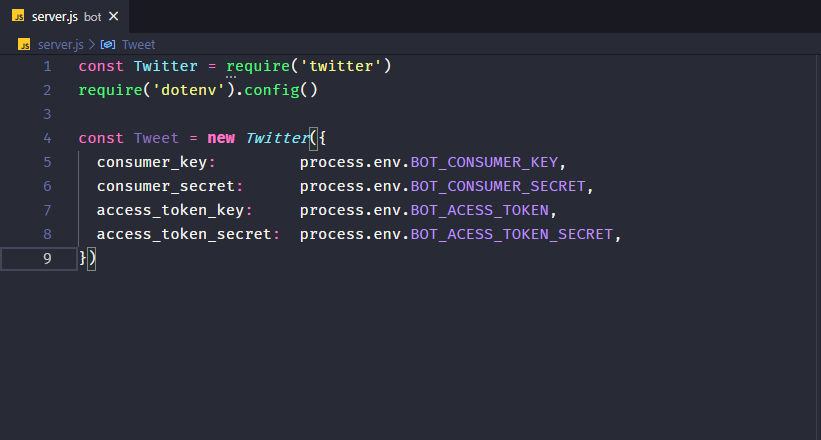 JS server.js bot ×
JS server.js > Tweet
1 const Twitter = require('twitter')
2 require('dotenv').config()
3
4 const Tweet = new Twitter({
5 consumer_key: process.env.BOT_CONSUMER_KEY,
6 consumer_secret: process.env.BOT_CONSUMER_SECRET,
7 access_token_key: process.env.BOT_ACESS_TOKEN,
8 access_token_secret: process.env.BOT_ACESS_TOKEN_SECRET,
9 })